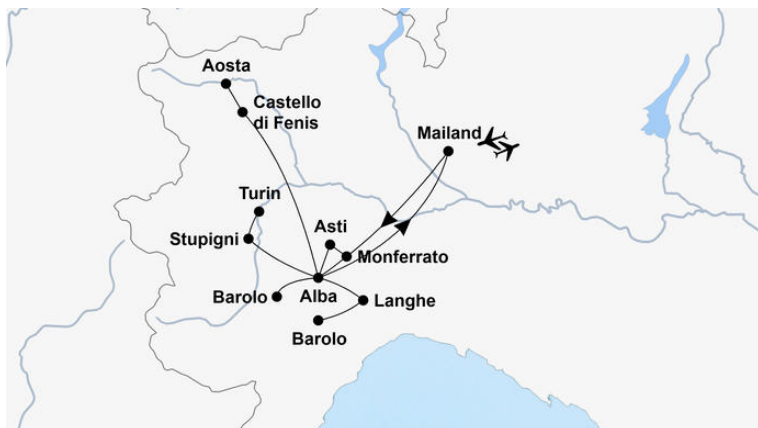 Aosta
Castello
di Fenis
Mailand
Turin
Asti
Stupigni
Monferrato
Barolo
Alba
Langhe
Barolo